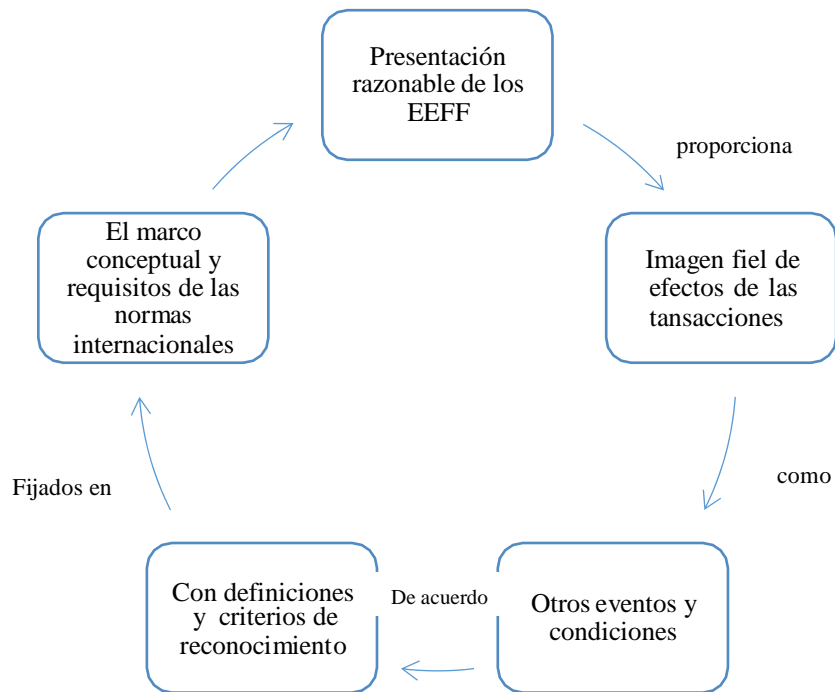 Presentación
razonable de los
EEFF
proporciona
Imagen fiel de
efectos de las
tansacciones
como
Otros eventos y
condiciones
De acuerdo
Con definiciones
y criterios de
reconocimiento
Fijados en
El marco
conceptual y
requisitos de las
normas
internacionales